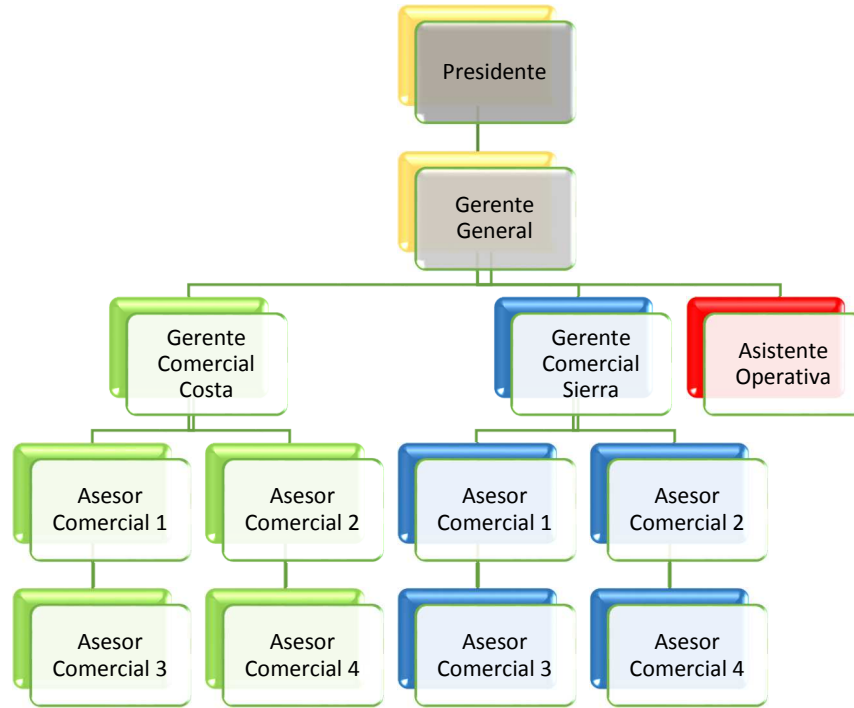 Presidente
Gerente
General
Gerente
Comercial
Costa
Gerente
Comercial
Sierra
Asistente
Operativa
Asesor
Comercial 1
Asesor
Comercial 2
Asesor
Comercial 1
Asesor
Comercial 2
Asesor
Comercial 3
Asesor
Comercial 4
Asesor
Comercial 3
Asesor
Comercial 4